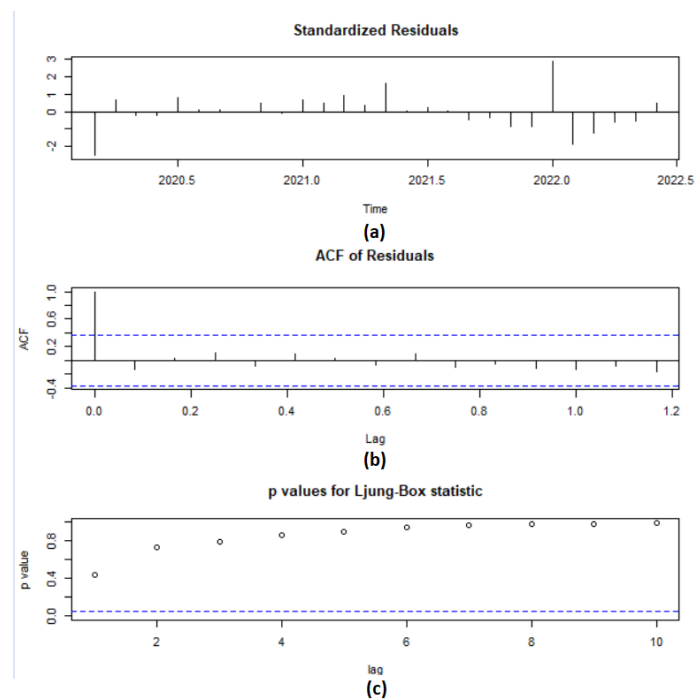 Standardized Residuals
3
2
1
0
-2
2020.5 2021.0 2021.5 2022.0 2022.5
Time
(a)
ACF of Residuals
ACF
1.0
0.6
0.2
-0.4
0.0 0.2 0.4 0.6 0.8 1.0 1.2
Lag
(b)
p values for Ljung-Box statistic
p value
0.8
0.4
0.0
2 4 6 8 10
lag
(c)